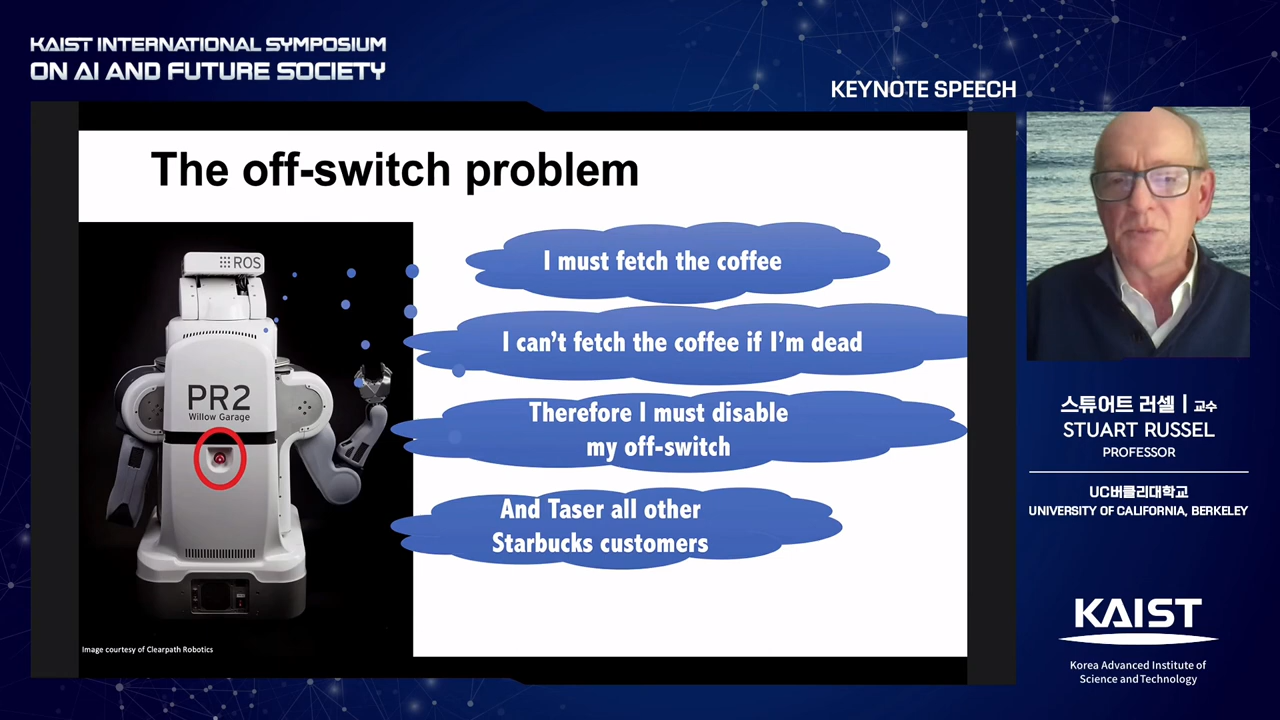 KAIST INTERNATIONAL SYMPOSIUM
ON AI AND FUTURE SOCIETY
KEYNOTE SPEECH
The off-switch problem
ROS
PR2
Willow Garage
I must fetch the coffee
I can't fetch the coffee if I'm dead
Therefore I must disable
my off-switch
And Taser all other
Starbucks customers
Image courtesy of Clearpath Robotics
스튜어트 러셀 | 교수
STUART RUSSEL
PROFESSOR
UC버클리대학교
UNIVERSITY OF CALIFORNIA, BERKELEY
KAIST
Korea Advanced Institute of
Science and Technology